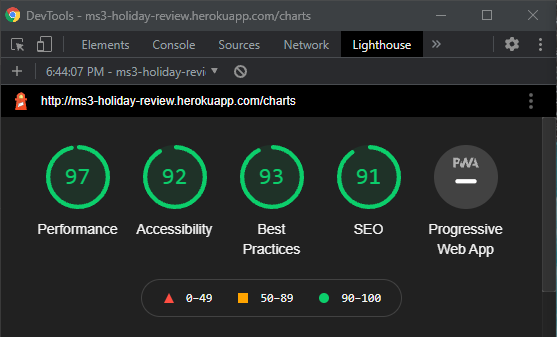 DevTools - ms3-holiday-review.herokuapp.com/charts
Elements Console Sources Network Lighthouse »
6:44:07 PM - ms3-holiday-revi
http://ms3-holiday-review.herokuapp.com/charts
97 92 93 91 PWA
Performance Accessibility Best Practices SEO Progressive Web App
0–49 50–89 90–100